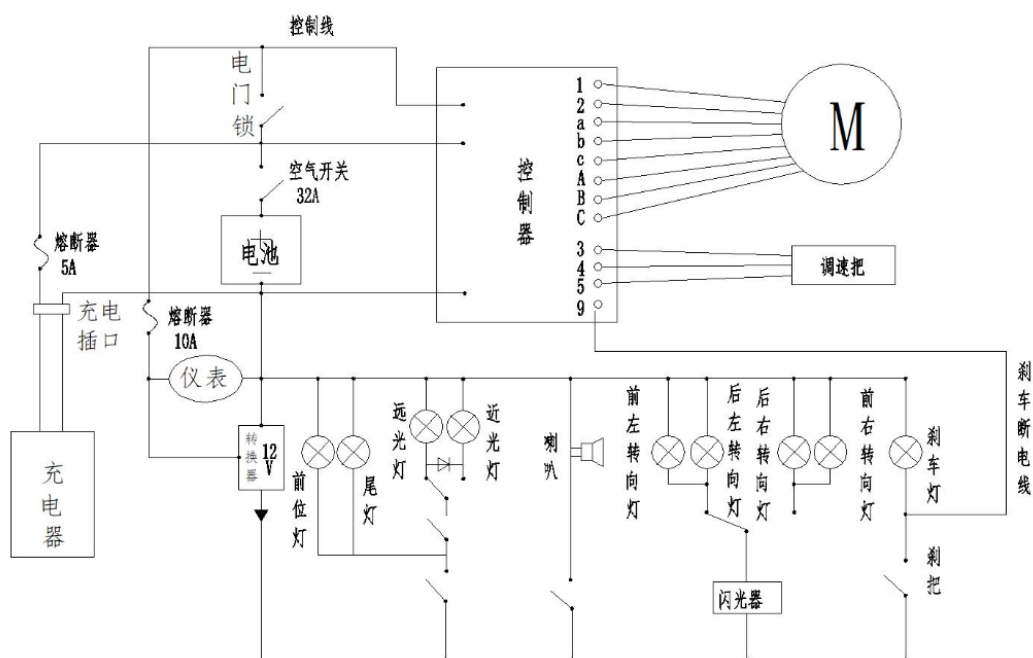 控制线
电门锁
空气开关
32A
电池
熔断器
5A
充电
插口
熔断器
10A
仪表
转换器
12V
充电器
控制器
1
2
a
b
c
A
B
C
3
4
5
9
M
调速把
刹车断电线
前位灯
尾灯
远光灯
近光灯
喇叭
前左转向灯
后左转向灯
后右转向灯
前右转向灯
刹车灯
刹把
闪光器